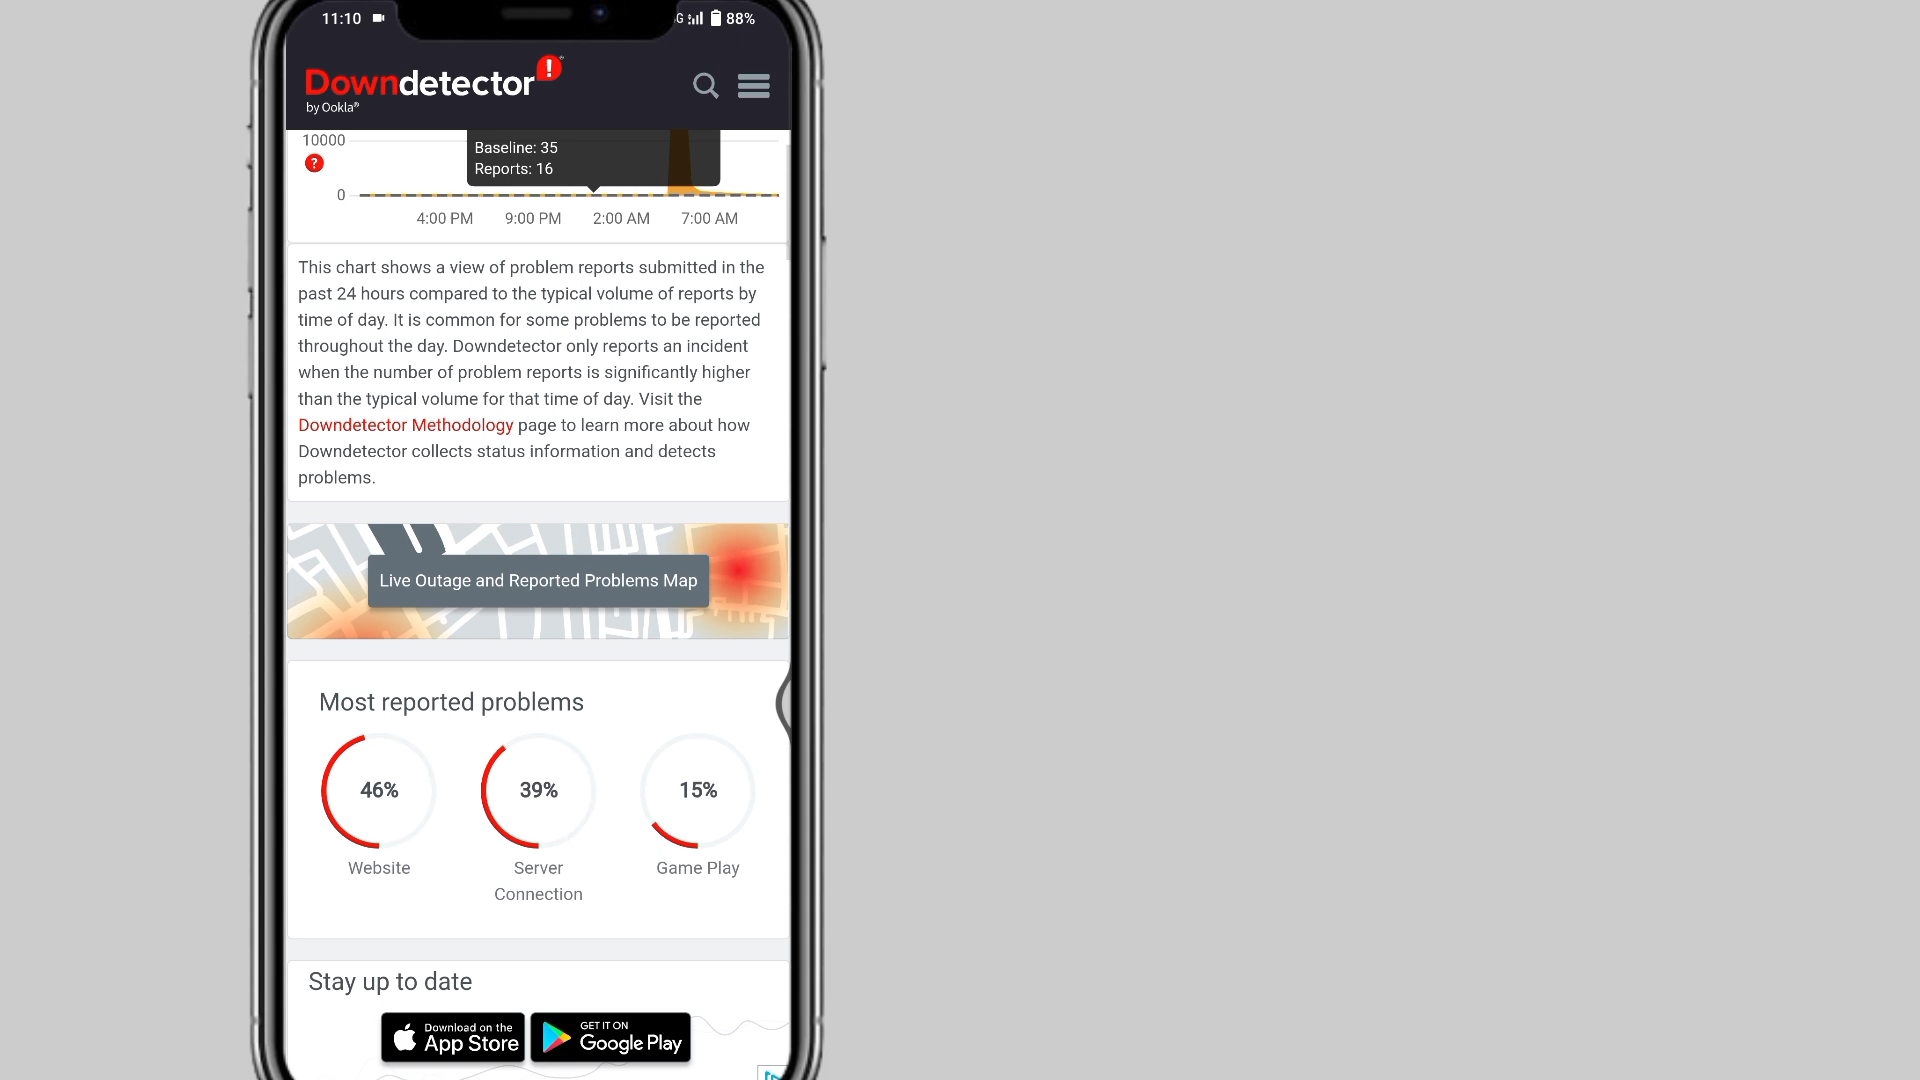 11:10
G
88%
Downdetector!
by Ookla®
10000
Baseline: 35
?
Reports: 16
0
4:00 PM 9:00 PM 2:00 AM 7:00 AM
This chart shows a view of problem reports submitted in the
past 24 hours compared to the typical volume of reports by
time of day. It is common for some problems to be reported
throughout the day. Downdetector only reports an incident
when the number of problem reports is significantly higher
than the typical volume for that time of day. Visit the
Downdetector Methodology page to learn more about how
Downdetector collects status information and detects
problems.
Live Outage and Reported Problems Map
Most reported problems
46% 39% 15%
Website Server Game Play
Connection
Stay up to date
Download on the
App Store
GET IT ON
Google Play